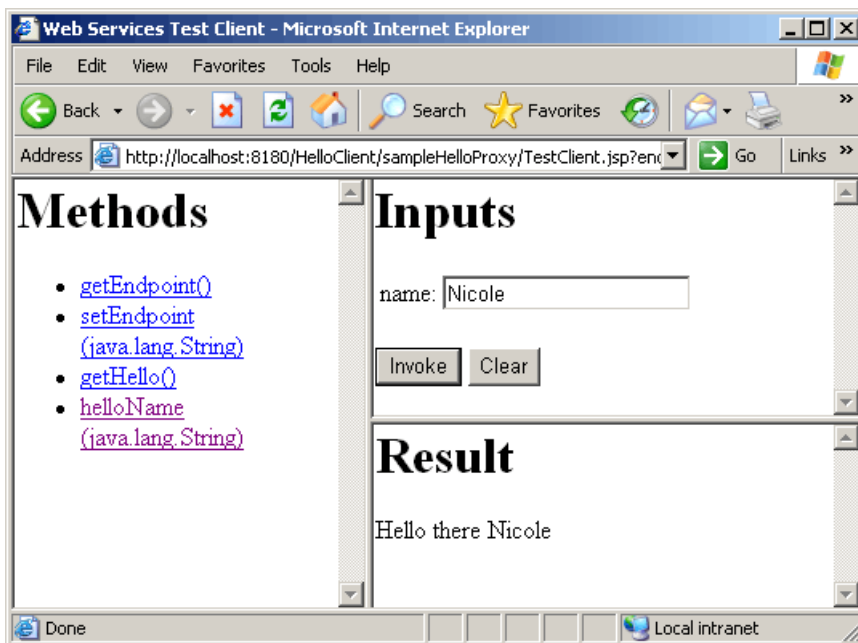 Web Services Test Client - Microsoft Internet Explorer
File Edit View Favorites Tools Help
Back Search Favorites »
Address http://localhost:8180/HelloClient/sampleHelloProxy/TestClient.jsp?en Go Links »
Methods
getEndpoint()
setEndpoint
(java.lang.String)
getHello()
helloName
(java.lang.String)
Inputs
name: Nicole
Invoke Clear
Result
Hello there Nicole
Done Local intranet